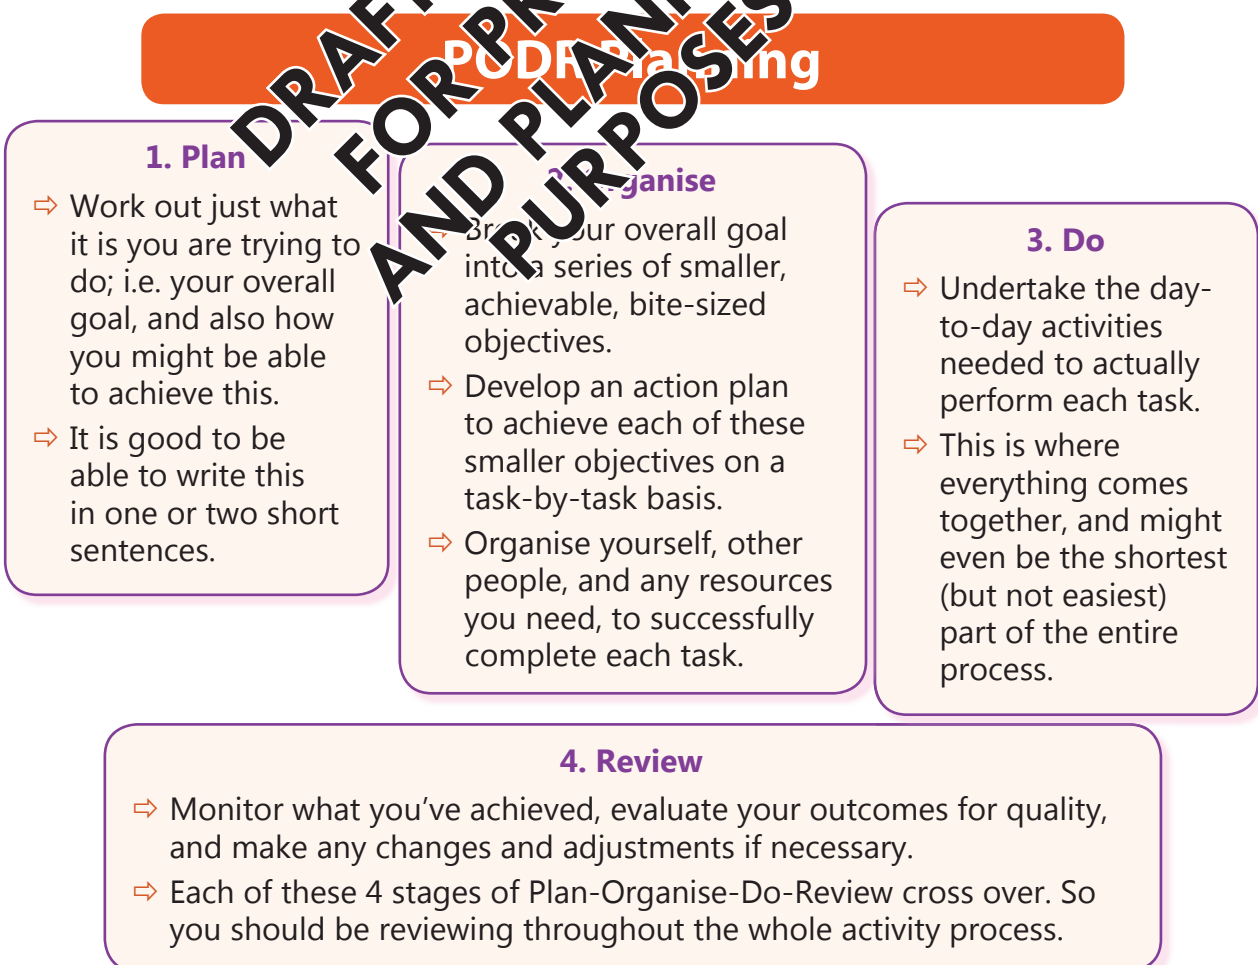 PODR Planning
1. Plan
⇨ Work out just what
it is you are trying to
do; i.e. your overall
goal, and also how
you might be able
to achieve this.
⇨ It is good to be
able to write this
in one or two short
sentences.
2. Organise
⇨ Break your overall goal
into a series of smaller,
achievable, bite-sized
objectives.
⇨ Develop an action plan
to achieve each of these
smaller objectives on a
task-by-task basis.
⇨ Organise yourself, other
people, and any resources
you need, to successfully
complete each task.
3. Do
⇨ Undertake the day-
to-day activities
needed to actually
perform each task.
⇨ This is where
everything comes
together, and might
even be the shortest
(but not easiest)
part of the entire
process.
4. Review
⇨ Monitor what you've achieved, evaluate your outcomes for quality,
and make any changes and adjustments if necessary.
⇨ Each of these 4 stages of Plan-Organise-Do-Review cross over. So
you should be reviewing throughout the whole activity process.
DRAFT
FOR
AND
PURPOSES